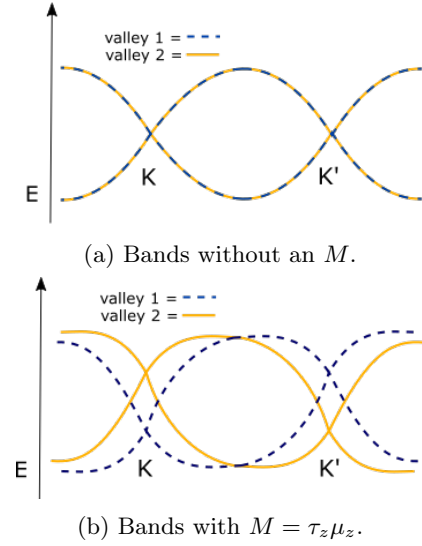 valley 1 =
valley 2 =
K
K'
E
(a) Bands without an M.
valley 1 =
valley 2 =
E
K
K'
(b) Bands with M = τzμz.